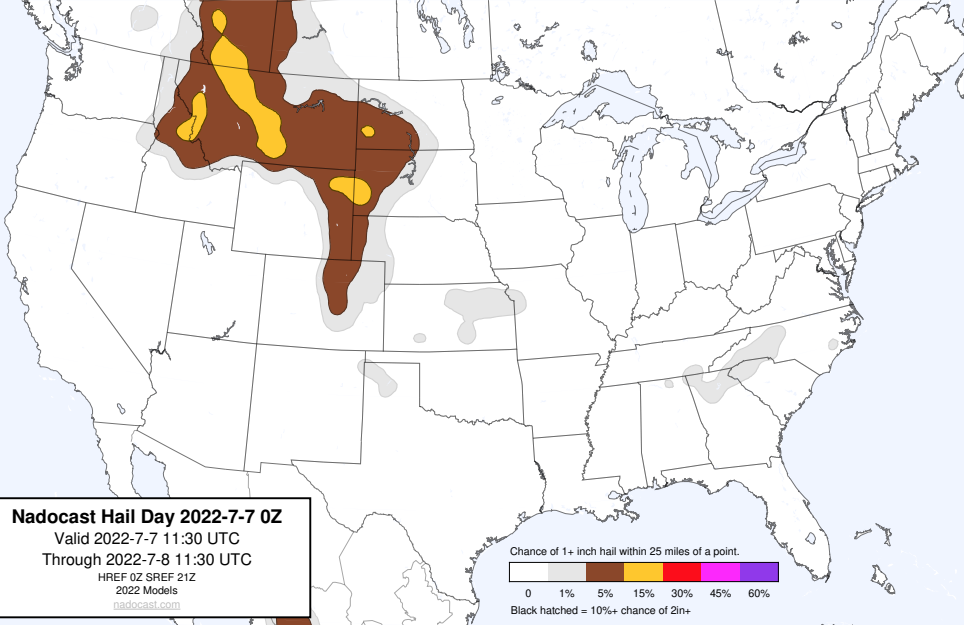 Nadocast Hail Day 2022-7-7 0Z
Valid 2022-7-7 11:30 UTC
Through 2022-7-8 11:30 UTC
HREF 0Z SREF 21Z
2022 Models
nadocast.com
Chance of 1+ inch hail within 25 miles of a point.
0 1% 5% 15% 30% 45% 60%
Black hatched = 10%+ chance of 2in+